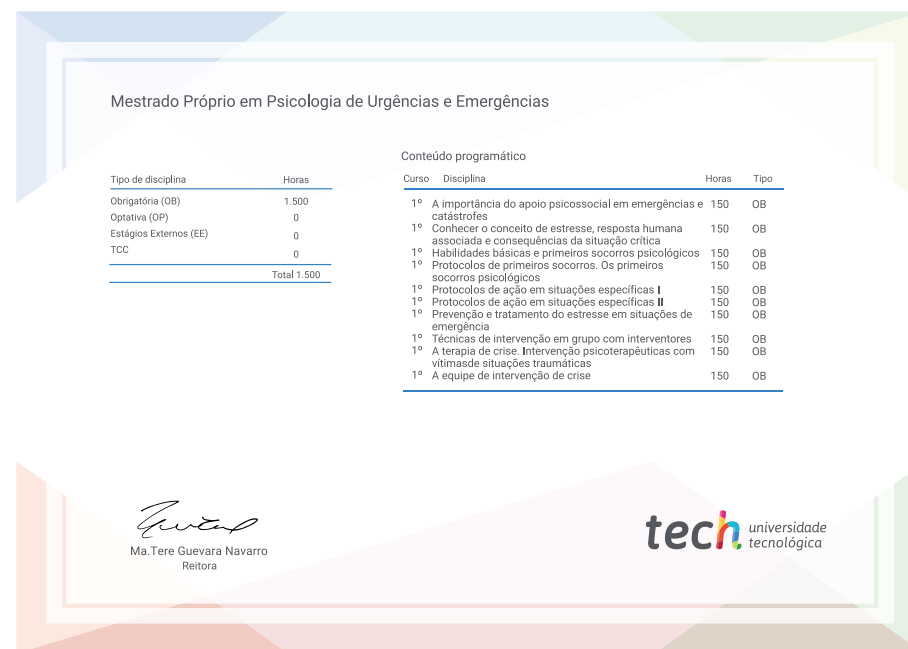 Mestrado Próprio em Psicologia de Urgências e Emergências
Tipo de disciplina Horas
Obrigatória (OB) 1.500
Optativa (OP) 0
Estágios Externos (EE) 0
TCC 0
Total 1.500
Conteúdo programático
Curso Disciplina Horas Tipo
1º A importância do apoio psicossocial em emergências e 150 OB
catástrofes
1º Conhecer o conceito de estresse, resposta humana 150 OB
associada e consequências da situação crítica
1º Habilidades básicas e primeiros socorros psicológicos 150 OB
1º Protocolos de primeiros socorros. Os primeiros 150 OB
socorros psicológicos
1º Protocolos de ação em situações específicas I 150 OB
1º Protocolos de ação em situações específicas II 150 OB
1º Prevenção e tratamento do estresse em situações de 150 OB
emergência
1º Técnicas de intervenção em grupo com interventores 150 OB
1º A terapia de crise. Intervenção psicoterapêuticas com 150 OB
vítimasde situações traumáticas
1º A equipe de intervenção de crise 150 OB
Ma.Tere Guevara Navarro
Reitora
tech universidade
tecnológica